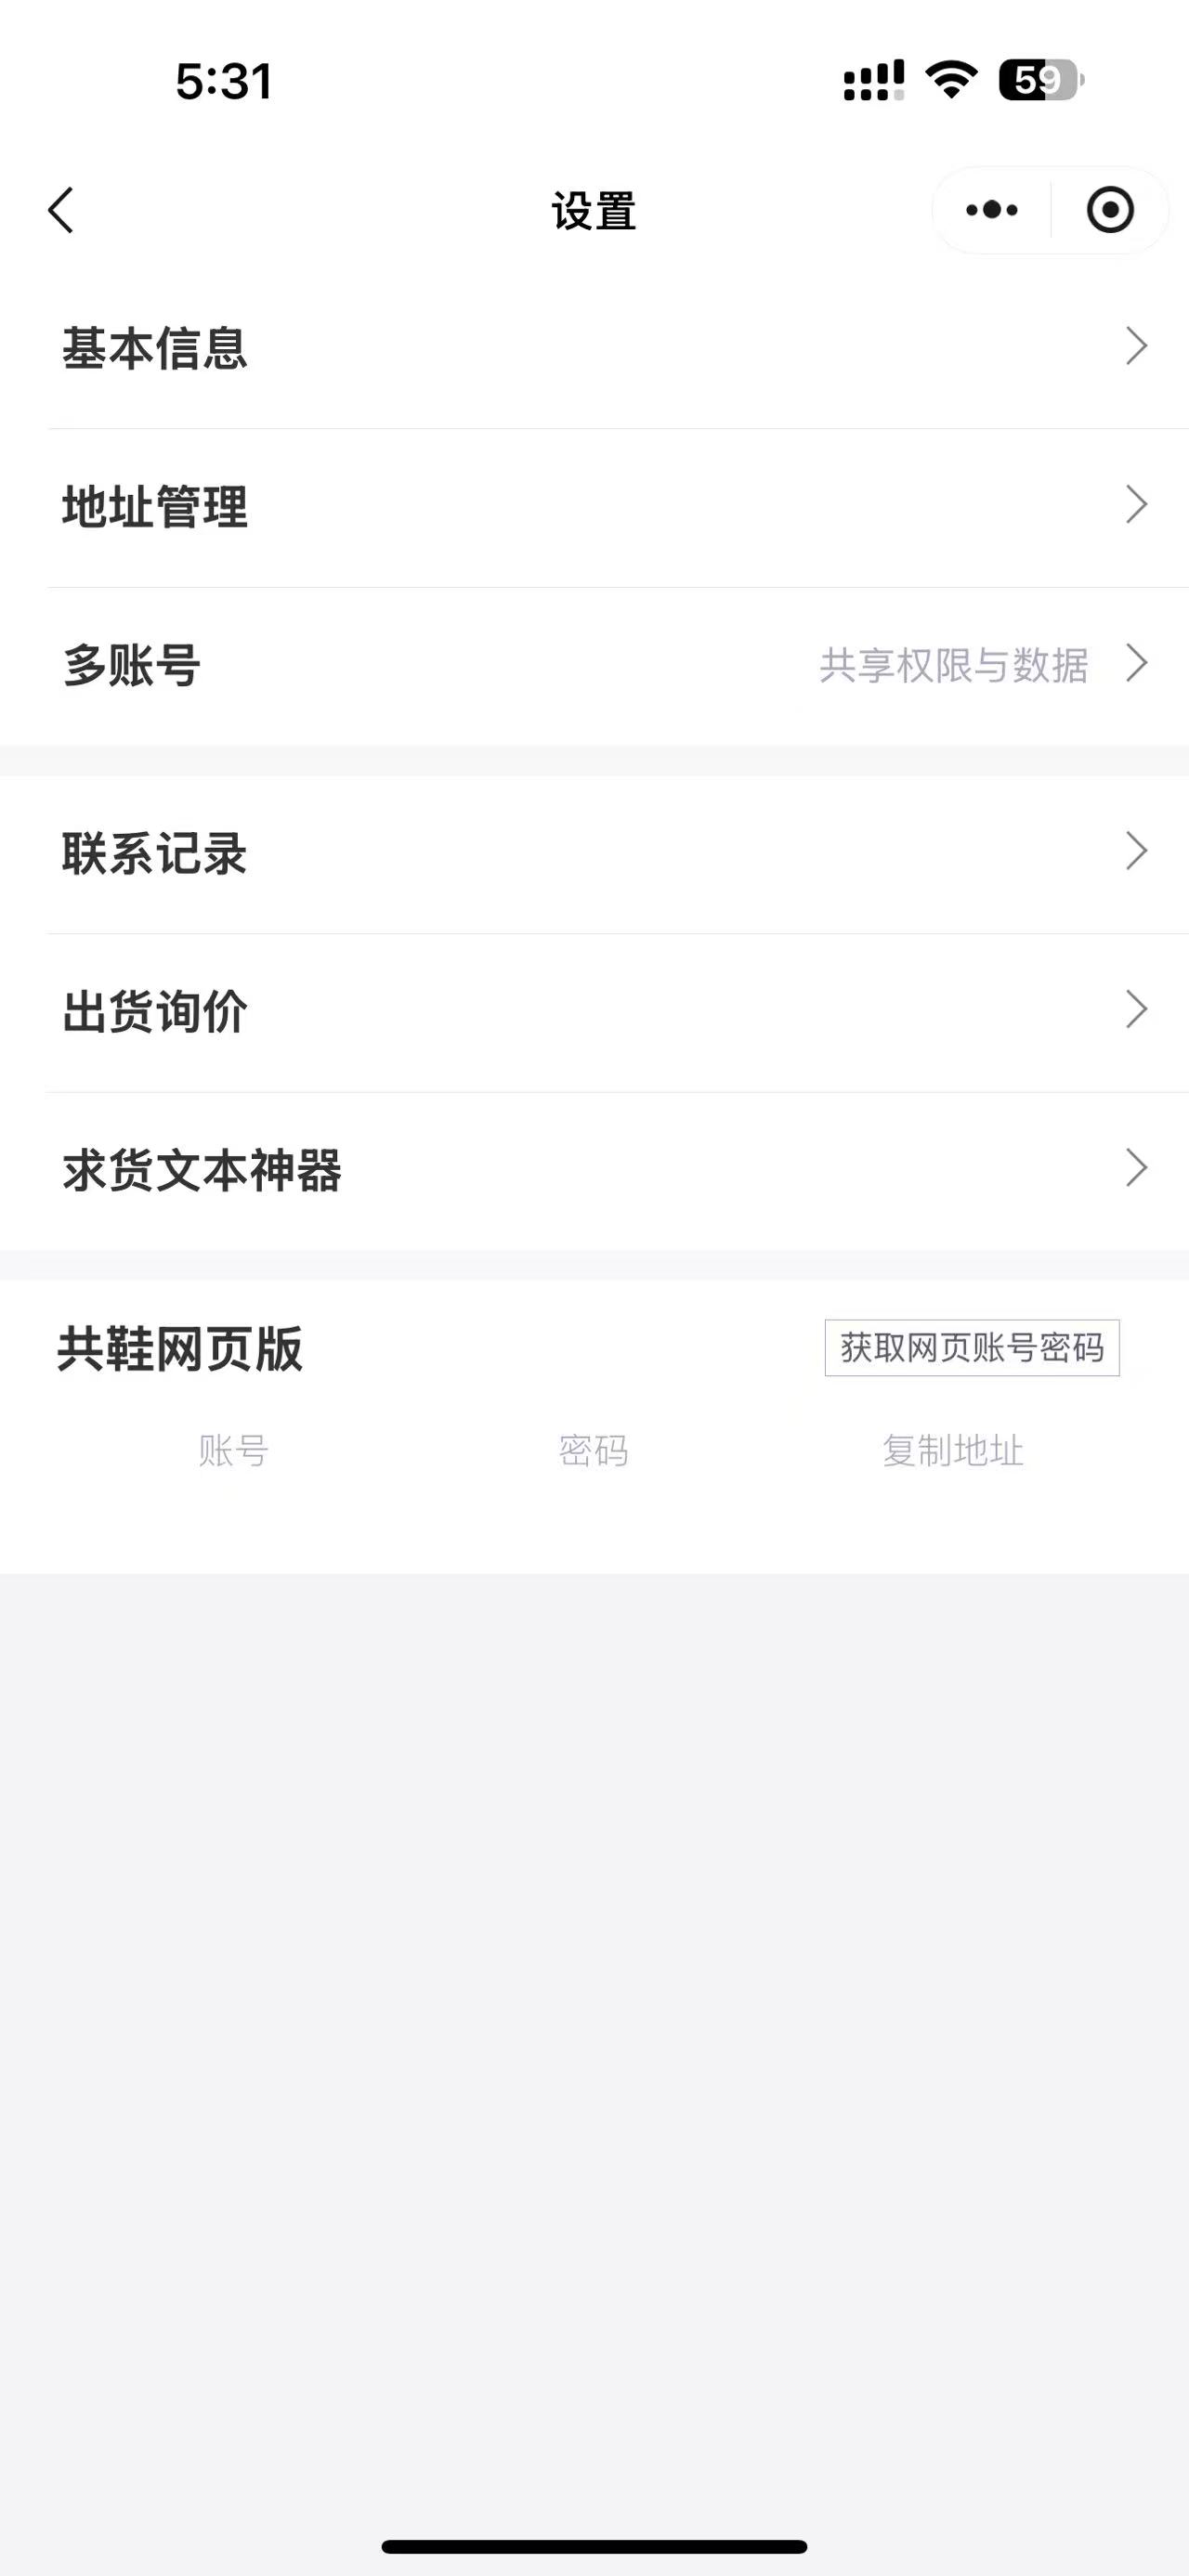 5:31
59
设置
基本信息
地址管理
多账号 共享权限与数据
联系记录
出货询价
求货文本神器
共鞋网页版 获取网页账号密码
账号 密码 复制地址